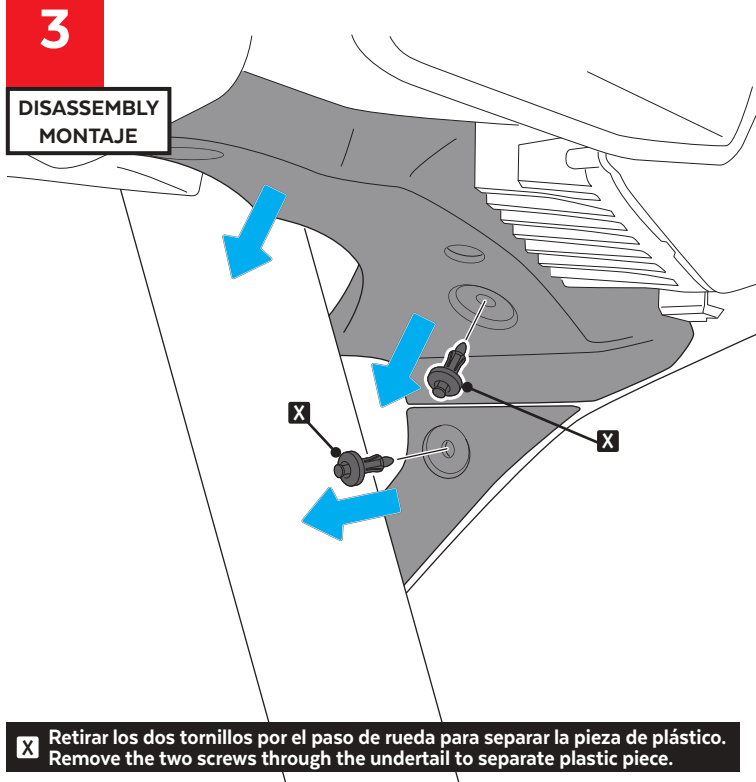 3
DISASSEMBLY
MONTAJE
X
X
X Retirar los dos tornillos por el paso de rueda para separar la pieza de plástico.
Remove the two screws through the undertail to separate plastic piece.